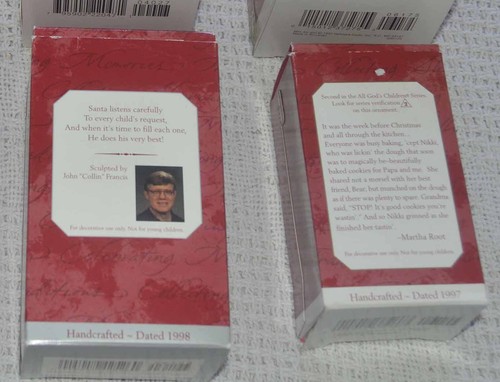 Santa listens carefully
To every child's request,
And when it's time to fill each one,
He does his very best!
Sculpted by
John "Collin" Francis
For decorative use only. Not for young children.
Handcrafted – Dated 1998
Second in the All God's Children® Series
Look for series verification
on this ornament.
It was the week before Christmas
and all through the kitchen...
Everyone was busy baking, 'cept Nikki,
who was lickin' the dough that soon
was to magically be beautifully
baked cookies for Papa and me. She
shared not a morsel with her best
friend, Bear, but munched on the dough
as if there was plenty to spare. Grandma
said, "STOP! It's good cookies you're
wastin'." And so Nikki grinned as she
finished her tastin'.
–Martha Root
For decorative use only. Not for young children.
Handcrafted – Dated 1997